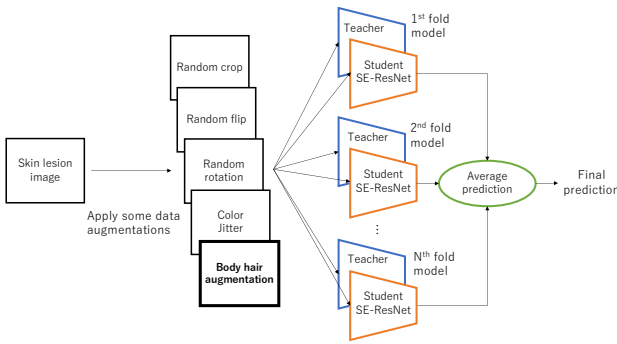 Skin lesion
image
Apply some data
augmentations
Random crop
Random flip
Random
rotation
Color
Jitter
Body hair
augmentation
Teacher
Student
SE-ResNet
1st fold
model
Teacher
Student
SE-ResNet
2nd fold
model
⋮
Teacher
Student
SE-ResNet
Nth fold
model
Average
prediction
Final
prediction